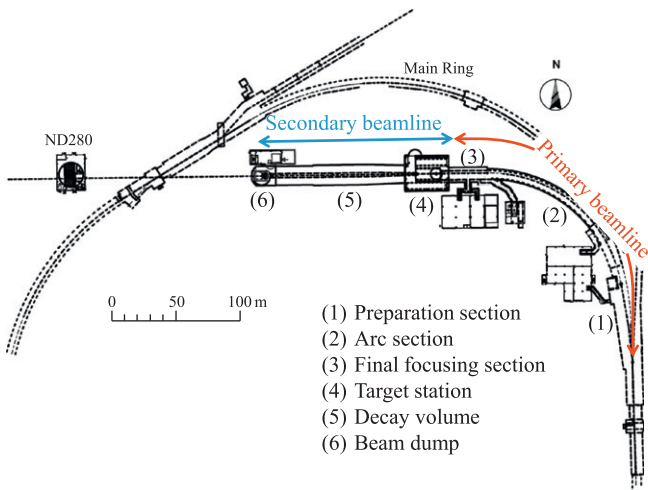 Main Ring
N
ND280
Secondary beamline
Primary beamline
(3)
(6)
(5)
(4)
(2)
(1)
0 50 100 m
(1) Preparation section
(2) Arc section
(3) Final focusing section
(4) Target station
(5) Decay volume
(6) Beam dump